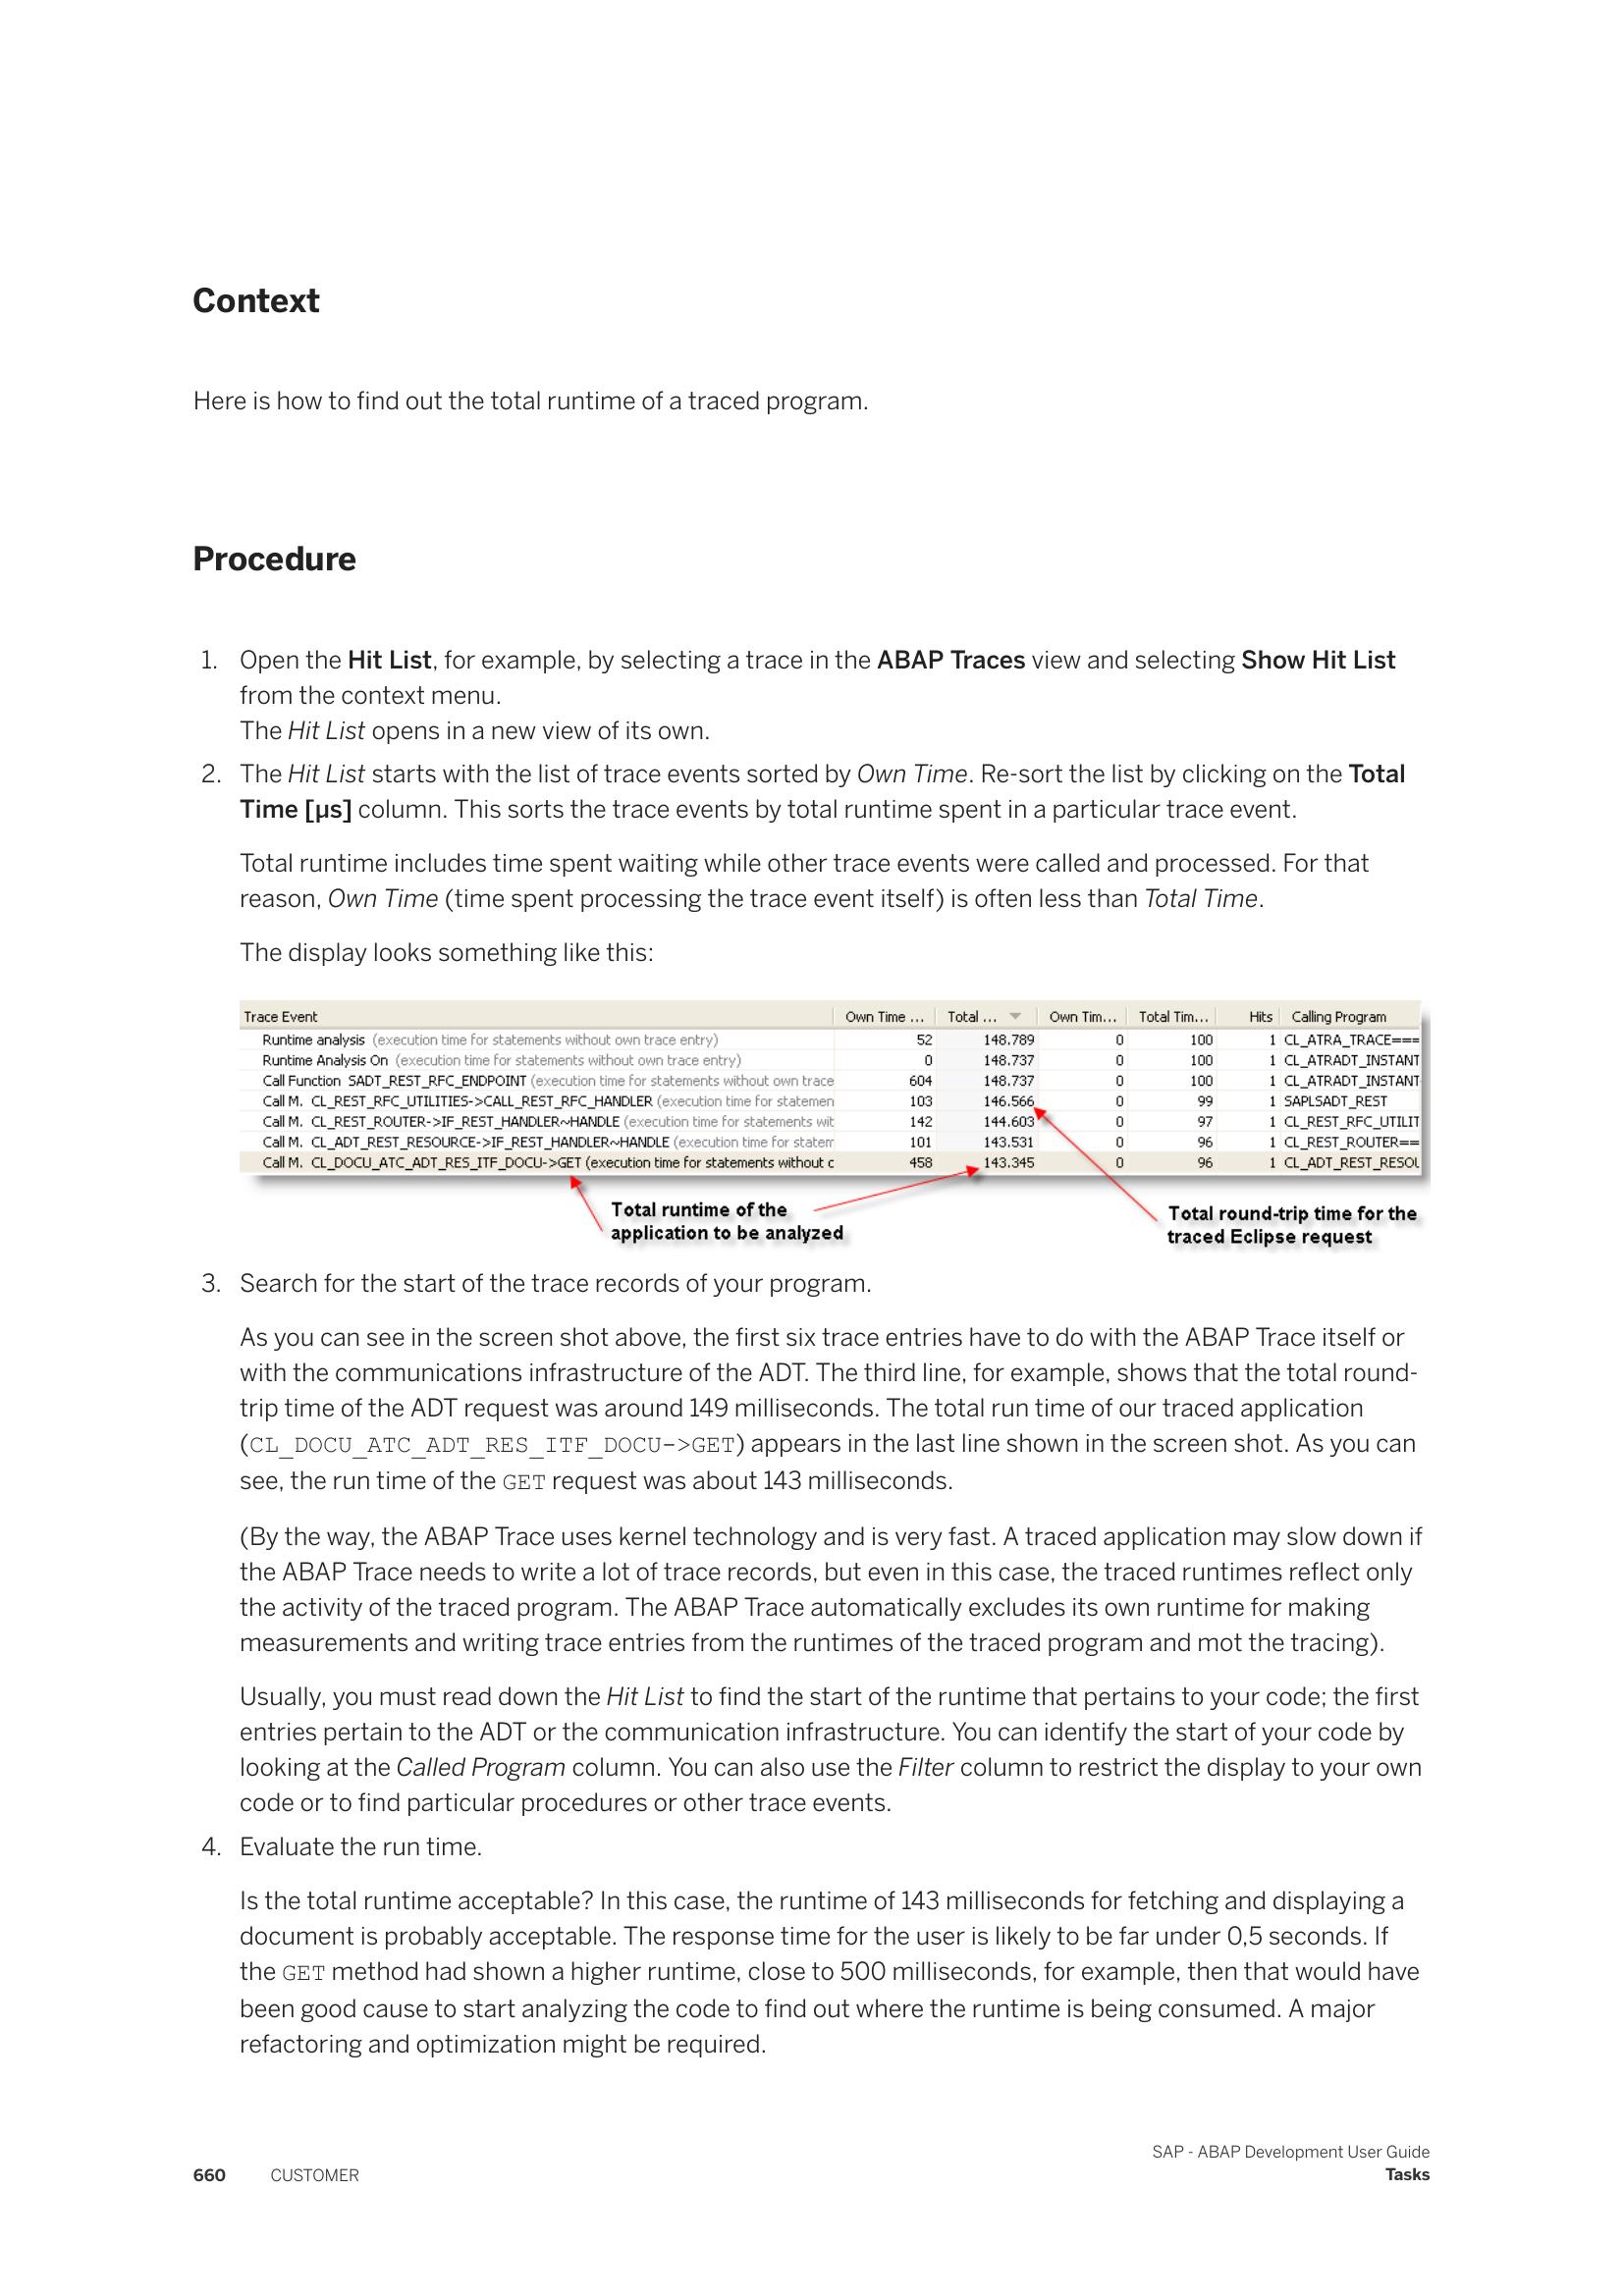 Context
Here is how to find out the total runtime of a traced program.
Procedure
1. Open the Hit List, for example, by selecting a trace in the ABAP Traces view and selecting Show Hit List
from the context menu.
The Hit List opens in a new view of its own.
2. The Hit List starts with the list of trace events sorted by Own Time. Re-sort the list by clicking on the Total
Time [µs] column. This sorts the trace events by total runtime spent in a particular trace event.
Total runtime includes time spent waiting while other trace events were called and processed. For that
reason, Own Time (time spent processing the trace event itself) is often less than Total Time.
The display looks something like this:
Trace Event Own Time ... Total ... Own Tim... Total Tim... Hits Calling Program
Runtime analysis (execution time for statements without own trace entry) 52 148.789 0 100 1 CL_ATRA_TRACE===
Runtime Analysis On (execution time for statements without own trace entry) 0 148.737 0 100 1 CL_ATRADT_INSTANT
Call Function SADT_REST_RFC_ENDPOINT (execution time for statements without own trace 604 148.737 0 100 1 CL_ATRADT_INSTANT
Call M. CL_REST_RFC_UTILITIES->CALL_REST_RFC_HANDLER (execution time for statemen 103 146.566 0 99 1 SAPLSADT_REST
Call M. CL_REST_ROUTER->IF_REST_HANDLER~HANDLE (execution time for statements wit 142 144.603 0 97 1 CL_REST_RFC_UTILIT
Call M. CL_ADT_REST_RESOURCE->IF_REST_HANDLER~HANDLE (execution time for statem 101 143.531 0 96 1 CL_REST_ROUTER==
Call M. CL_DOCU_ATC_ADT_RES_ITF_DOCU->GET (execution time for statements without c 458 143.345 0 96 1 CL_ADT_REST_RESOU
Total runtime of the
application to be analyzed
Total round-trip time for the
traced Eclipse request
3. Search for the start of the trace records of your program.
As you can see in the screen shot above, the first six trace entries have to do with the ABAP Trace itself or
with the communications infrastructure of the ADT. The third line, for example, shows that the total round-
trip time of the ADT request was around 149 milliseconds. The total run time of our traced application
(CL_DOCU_ATC_ADT_RES_ITF_DOCU->GET) appears in the last line shown in the screen shot. As you can
see, the run time of the GET request was about 143 milliseconds.
(By the way, the ABAP Trace uses kernel technology and is very fast. A traced application may slow down if
the ABAP Trace needs to write a lot of trace records, but even in this case, the traced runtimes reflect only
the activity of the traced program. The ABAP Trace automatically excludes its own runtime for making
measurements and writing trace entries from the runtimes of the traced program and mot the tracing).
Usually, you must read down the Hit List to find the start of the runtime that pertains to your code; the first
entries pertain to the ADT or the communication infrastructure. You can identify the start of your code by
looking at the Called Program column. You can also use the Filter column to restrict the display to your own
code or to find particular procedures or other trace events.
4. Evaluate the run time.
Is the total runtime acceptable? In this case, the runtime of 143 milliseconds for fetching and displaying a
document is probably acceptable. The response time for the user is likely to be far under 0,5 seconds. If
the GET method had shown a higher runtime, close to 500 milliseconds, for example, then that would have
been good cause to start analyzing the code to find out where the runtime is being consumed. A major
refactoring and optimization might be required.
SAP - ABAP Development User Guide
660 CUSTOMER Tasks